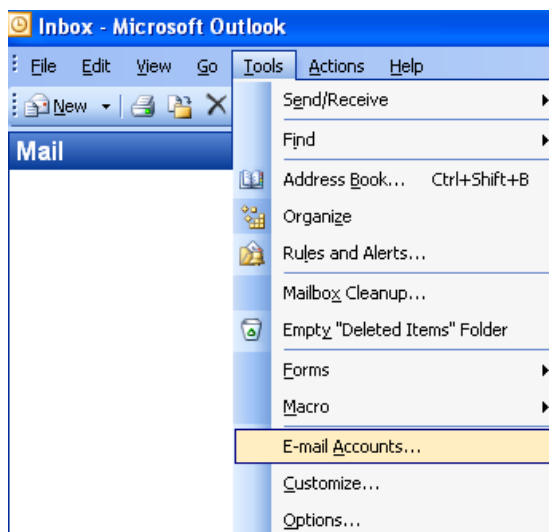 Inbox - Microsoft Outlook
File Edit View Go Tools Actions Help
New
Mail
Send/Receive
Find
Address Book... Ctrl+Shift+B
Organize
Rules and Alerts...
Mailbox Cleanup...
Empty "Deleted Items" Folder
Forms
Macro
E-mail Accounts...
Customize...
Options...